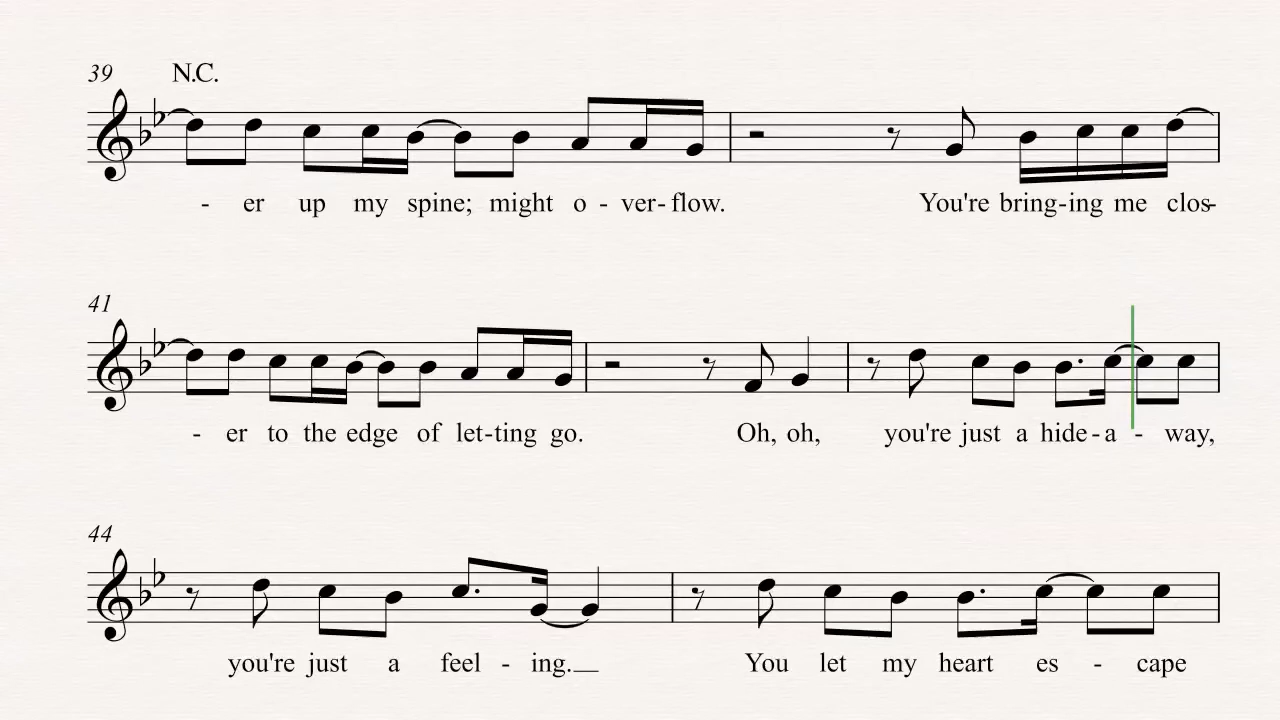 39 N.C.
- er up my spine; might o - ver - flow. You're bring - ing me clos -
41
- er to the edge of let - ting go. Oh, oh, you're just a hide - a - way,
44
you're just a feel - ing. You let my heart es - cape